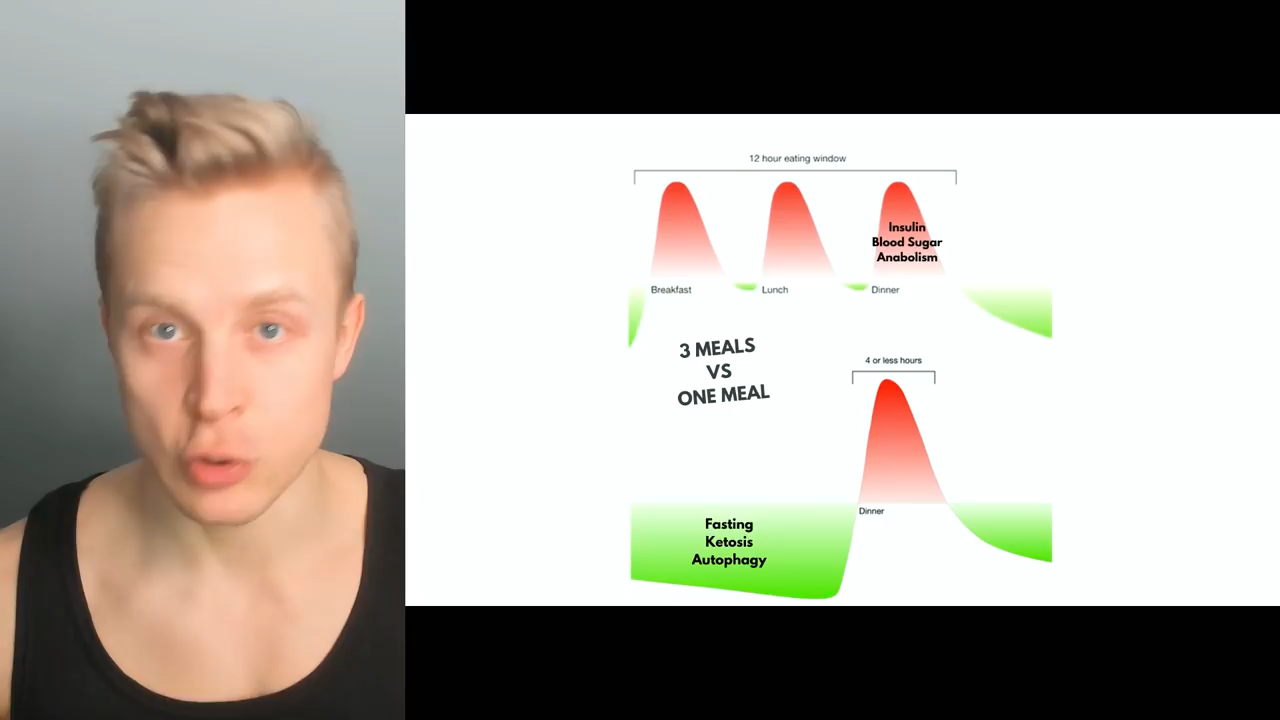 12 hour eating window
Insulin
Blood Sugar
Anabolism
Breakfast
Lunch
Dinner
3 MEALS
VS
ONE MEAL
4 or less hours
Dinner
Fasting
Ketosis
Autophagy